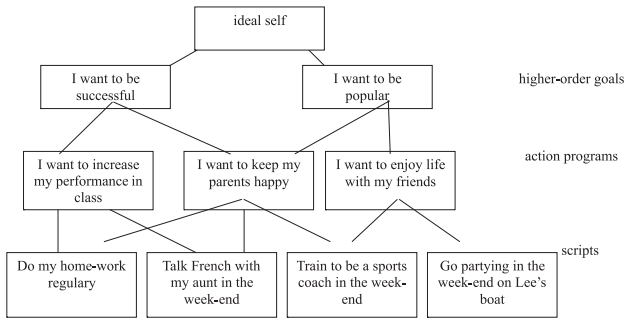 ideal self
I want to be
successful
I want to be
popular
higher-order goals
I want to increase
my performance in
class
I want to keep my
parents happy
I want to enjoy life
with my friends
action programs
Do my home-work
regulary
Talk French with
my aunt in the
week-end
Train to be a sports
coach in the week-
end
Go partying in the
week-end on Lee's
boat
scripts